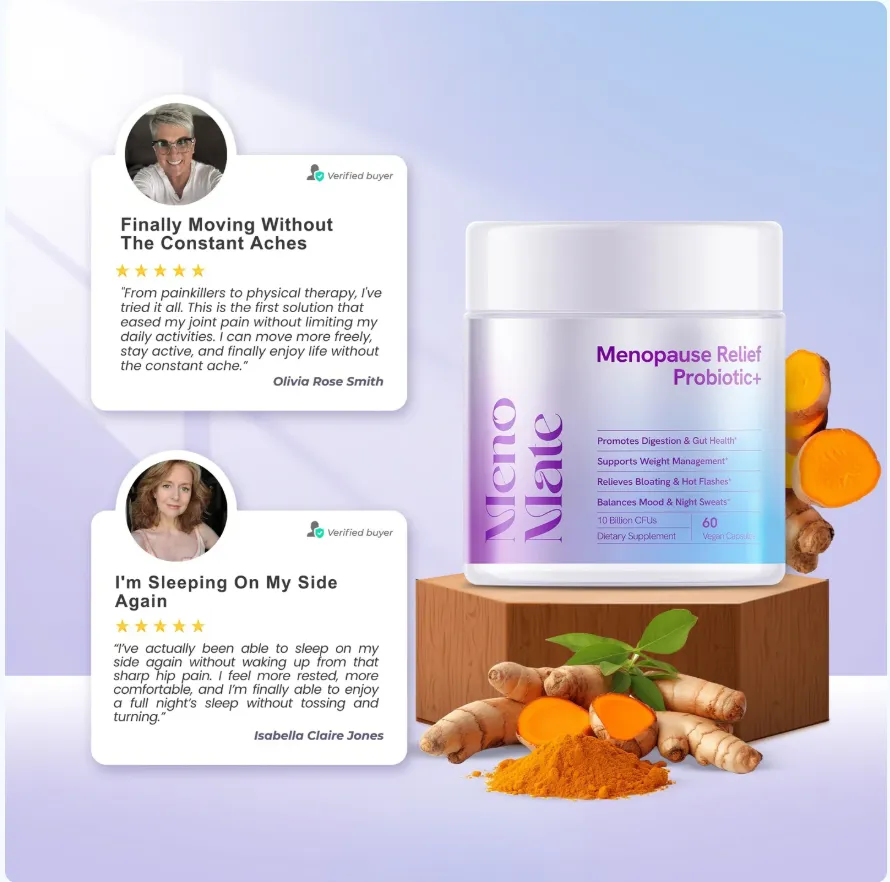 Verified buyer
Finally Moving Without
The Constant Aches
"From painkillers to physical therapy, I've
tried it all. This is the first solution that
eased my joint pain without limiting my
daily activities. I can move more freely,
stay active, and finally enjoy life without
the constant ache.”
Olivia Rose Smith
Verified buyer
I'm Sleeping On My Side
Again
“I’ve actually been able to sleep on my
side again without waking up from that
sharp hip pain. I feel more rested, more
comfortable, and I’m finally able to enjoy
a full night’s sleep without tossing and
turning.”
Isabella Claire Jones
Meno
Mate
Menopause Relief
Probiotic+
Promotes Digestion & Gut Health*
Supports Weight Management*
Relieves Bloating & Hot Flashes*
Balances Mood & Night Sweats*
10 Billion CFUs
Dietary Supplement
60
Vegan Capsules